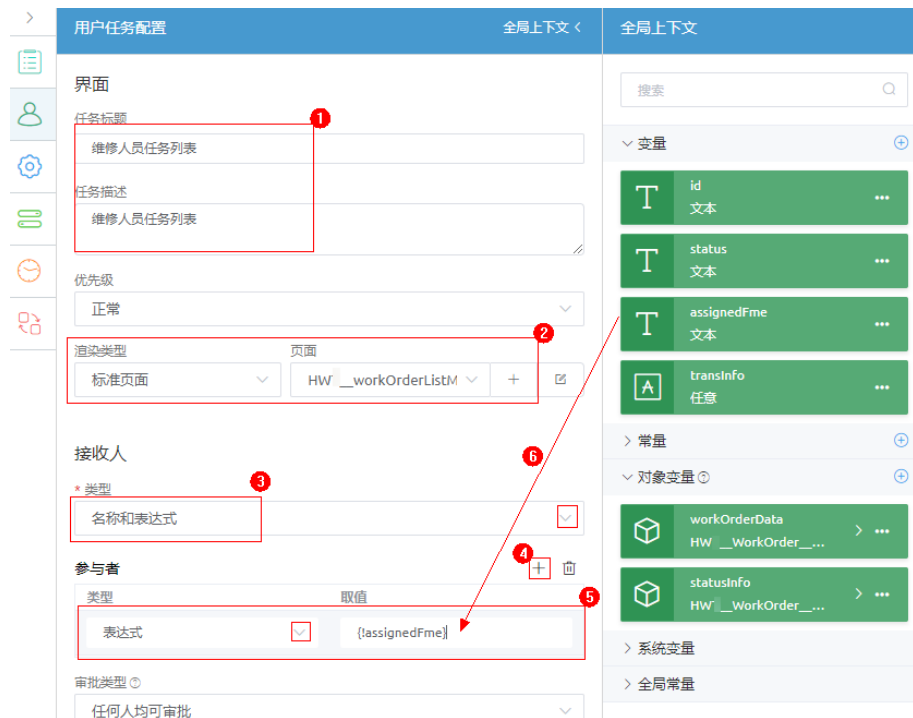 用户任务配置
全局上下文 <
界面
任务标题
1
维修人员任务列表
任务描述
维修人员任务列表
优先级
正常
2
渲染类型
页面
标准页面
HW __workOrderListM
接收人
6
3
* 类型
名称和表达式
4
参与者
5
类型
取值
表达式
{!assignedFme}
审批类型
任何人均可审批
全局上下文
搜索
变量
id
文本
status
文本
assignedFme
文本
transInfo
任意
常量
对象变量
workOrderData
HW __WorkOrder__...
statusInfo
HW __WorkOrder__...
系统变量
全局常量